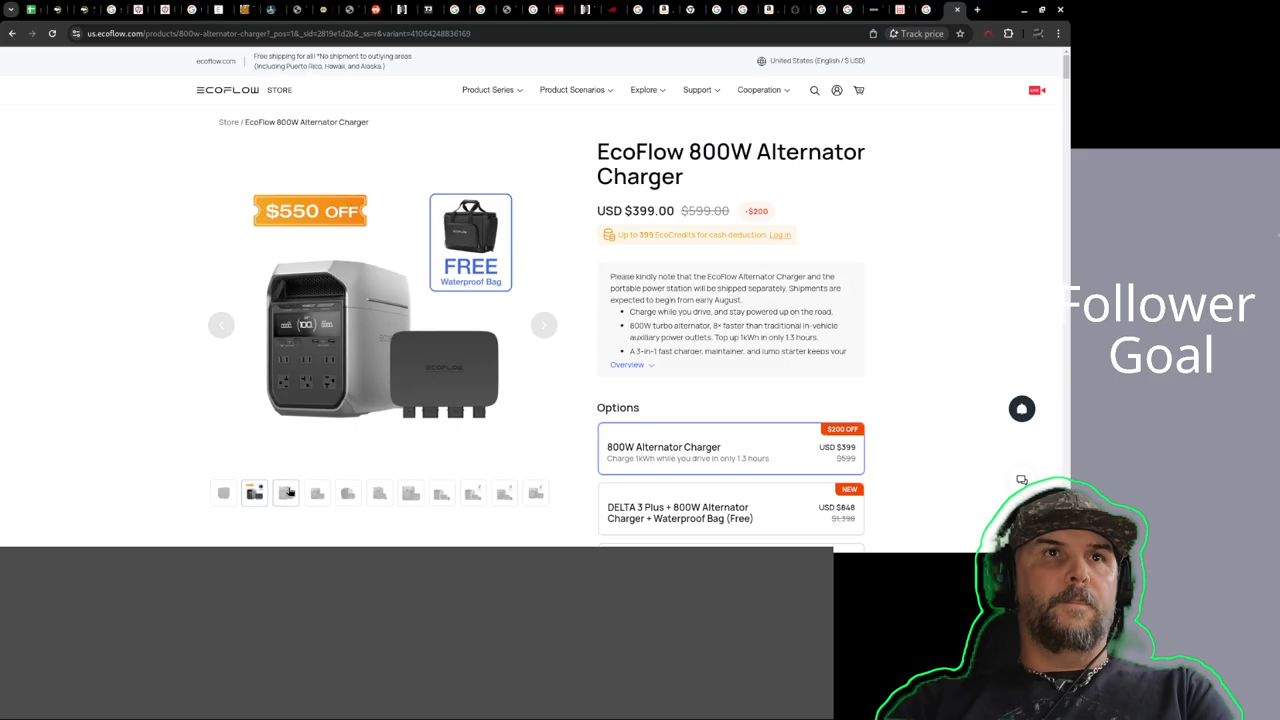 us.ecoflow.com/products/800w-alternator-charger?_pos=1&_sid=2819e1d2b&_ss=r&variant=41064248836169
Track price
ecoflow.com
Free shipping for all! *No shipment to outlying areas
(including Puerto Rico, Hawaii, and Alaska.)
United States (English / $ USD)
ECOFLOW STORE
Product Series
Product Scenarios
Explore
Support
Cooperation
Store / EcoFlow 800W Alternator Charger
EcoFlow 800W Alternator
Charger
USD $399.00 $599.00 -$200
Up to 399 EcoCredits for cash deduction. Log in
$550 OFF
ECOFLOW
FREE
Waterproof Bag
100
ECOFLOW
Please kindly note that the EcoFlow Alternator Charger and the
portable power station will be shipped separately. Shipments are
expected to begin from early August.
• Charge while you drive, and stay powered up on the road.
• 800W turbo alternator, 8× faster than traditional in-vehicle
auxiliary power outlets. Top up 1kWh in only 1.3 hours.
• A 3-in-1 fast charger, maintainer, and jump starter keeps your
Overview
Options
$200 OFF
800W Alternator Charger
USD $399
Charge 1kWh while you drive in only 1.3 hours
$599
NEW
DELTA 3 Plus + 800W Alternator
USD $848
Charger + Waterproof Bag (Free)
$1,398
Follower
Goal